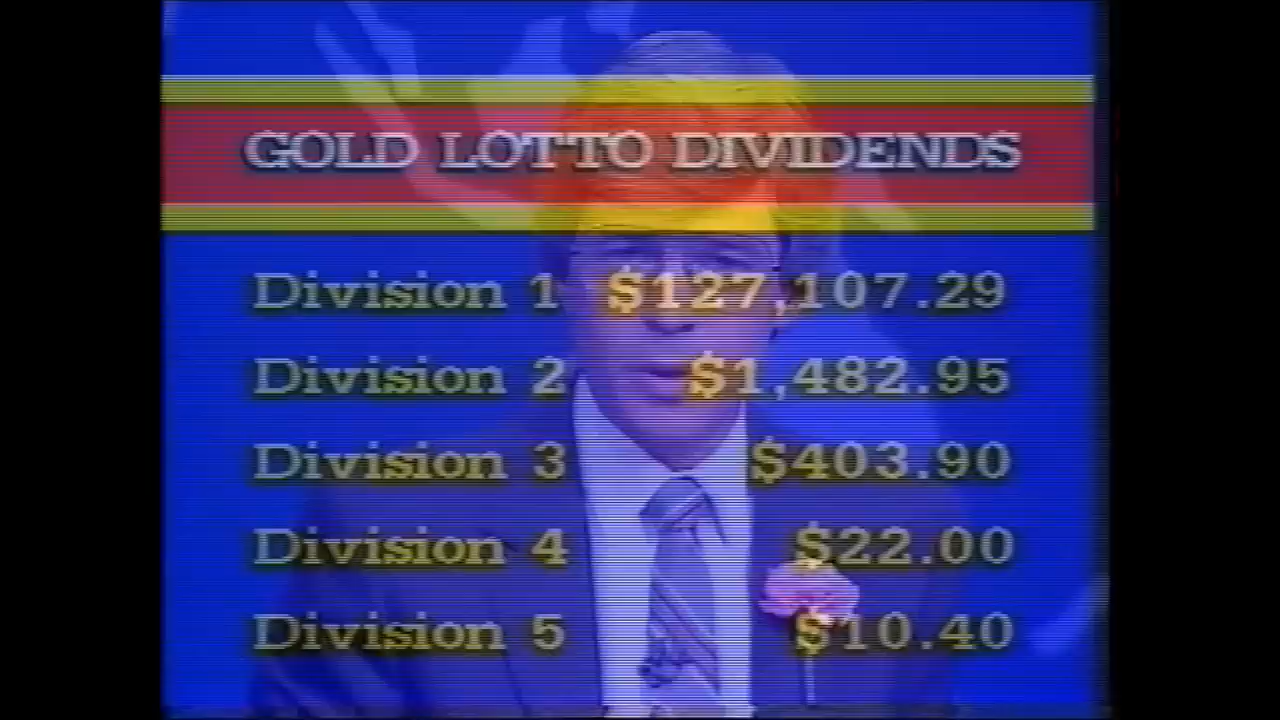 GOLD LOTTO DIVIDENDS
Division 1 $127,107.29
Division 2 $1,482.95
Division 3 $403.90
Division 4 $22.00
Division 5 $10.40